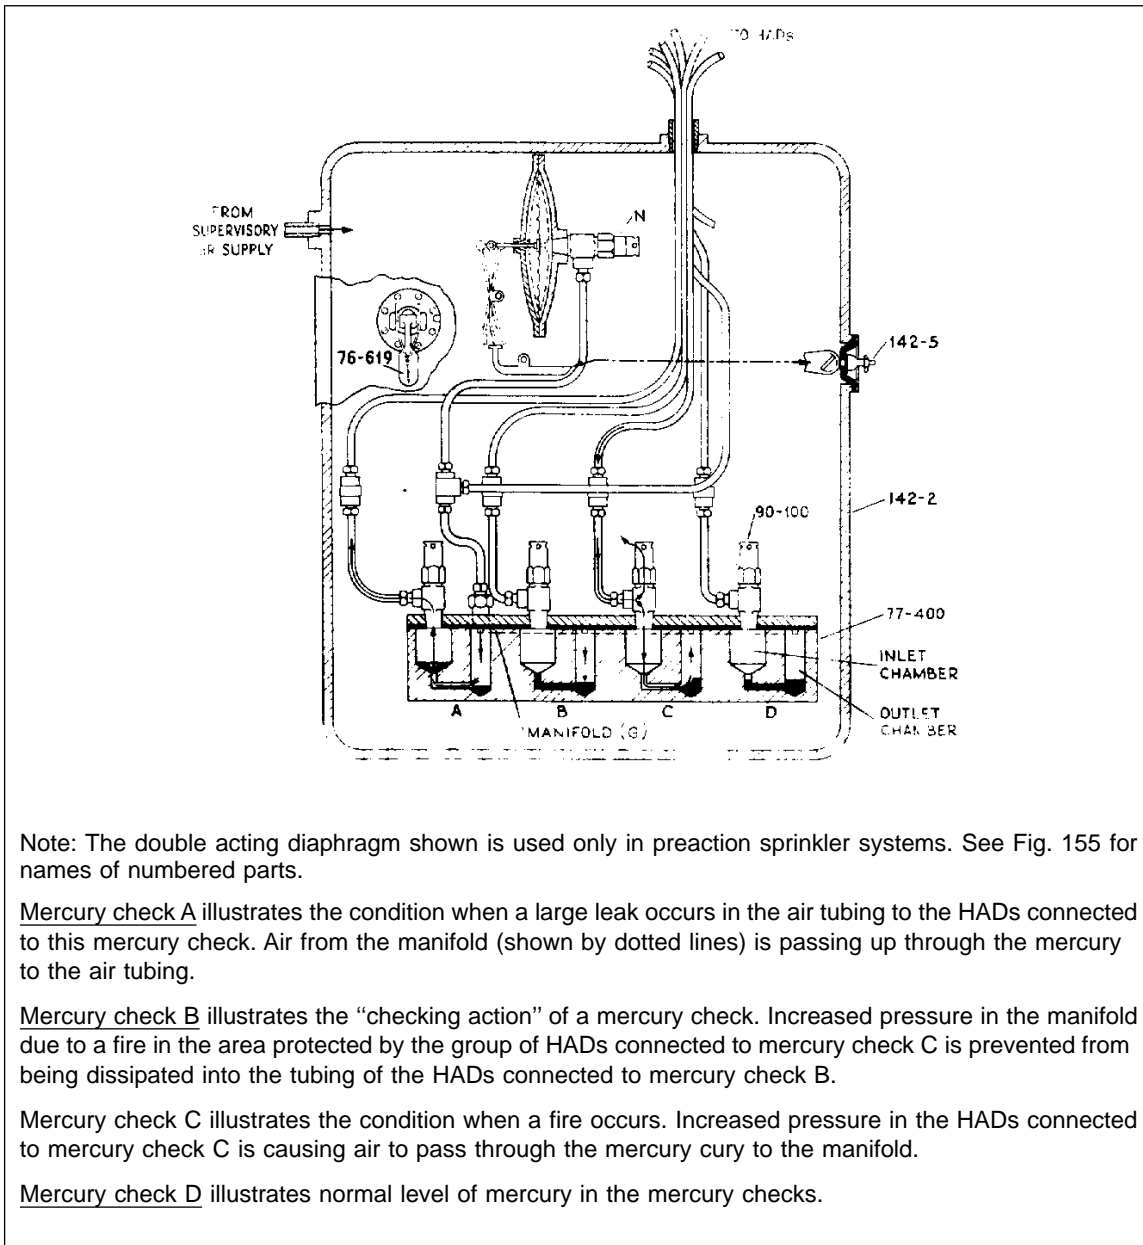 TO HADs
FROM
SUPERVISORY
SUPPLY
N
76-619
142-5
142-2
90-100
77-400
INLET
CHAMBER
OUTLET
A B C D
MANIFOLD (G)
Note: The double acting diaphragm shown is used only in preaction sprinkler systems. See Fig. 155 for
names of numbered parts.
Mercury check A illustrates the condition when a large leak occurs in the air tubing to the HADs connected
to this mercury check. Air from the manifold (shown by dotted lines) is passing up through the mercury
to the air tubing.
Mercury check B illustrates the “checking action” of a mercury check. Increased pressure in the manifold
due to a fire in the area protected by the group of HADs connected to mercury check C is prevented from
being dissipated into the tubing of the HADs connected to mercury check B.
Mercury check C illustrates the condition when a fire occurs. Increased pressure in the HADs connected
to mercury check C is causing air to pass through the mercury cury to the manifold.
Mercury check D illustrates normal level of mercury in the mercury checks.